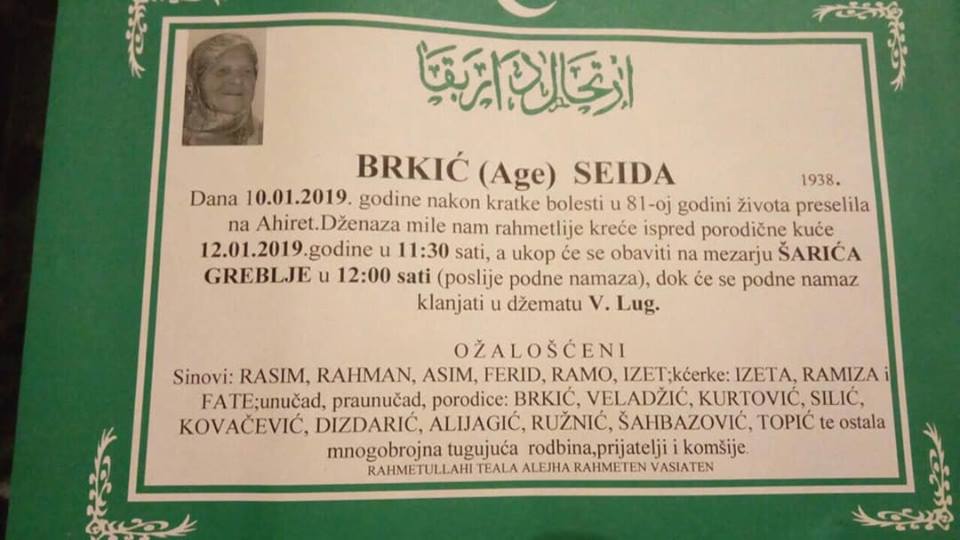 ارتحال دار بقا
BRKIĆ (Age) SEIDA
1938.
Dana 10.01.2019. godine nakon kratke bolesti u 81-oj godini života preselila
na Ahiret.Dženaza mile nam rahmetlije kreće ispred porodične kuće
12.01.2019.godine u 11:30 sati, a ukop će se obaviti na mezarju ŠARIĆA
GREBLJE u 12:00 sati (poslije podne namaza), dok će se podne namaz
klanjati u džematu V. Lug.
OŽALOŠĆENI
Sinovi: RASIM, RAHMAN, ASIM, FERID, RAMO, IZET;kćerke: IZETA, RAMIZA i
FATE;unučad, praunučad, porodice: BRKIĆ, VELADŽIĆ, KURTOVIĆ, SILIĆ,
KOVAČEVIĆ, DIZDARIĆ, ALIJAGIĆ, RUŽNIĆ, ŠAHBAZOVIĆ, TOPIĆ te ostala
mnogobrojna tugujuća rodbina,prijatelji i komšije.
RAHMETULLAHI TEALA ALEJHA RAHMETEN VASIATEN